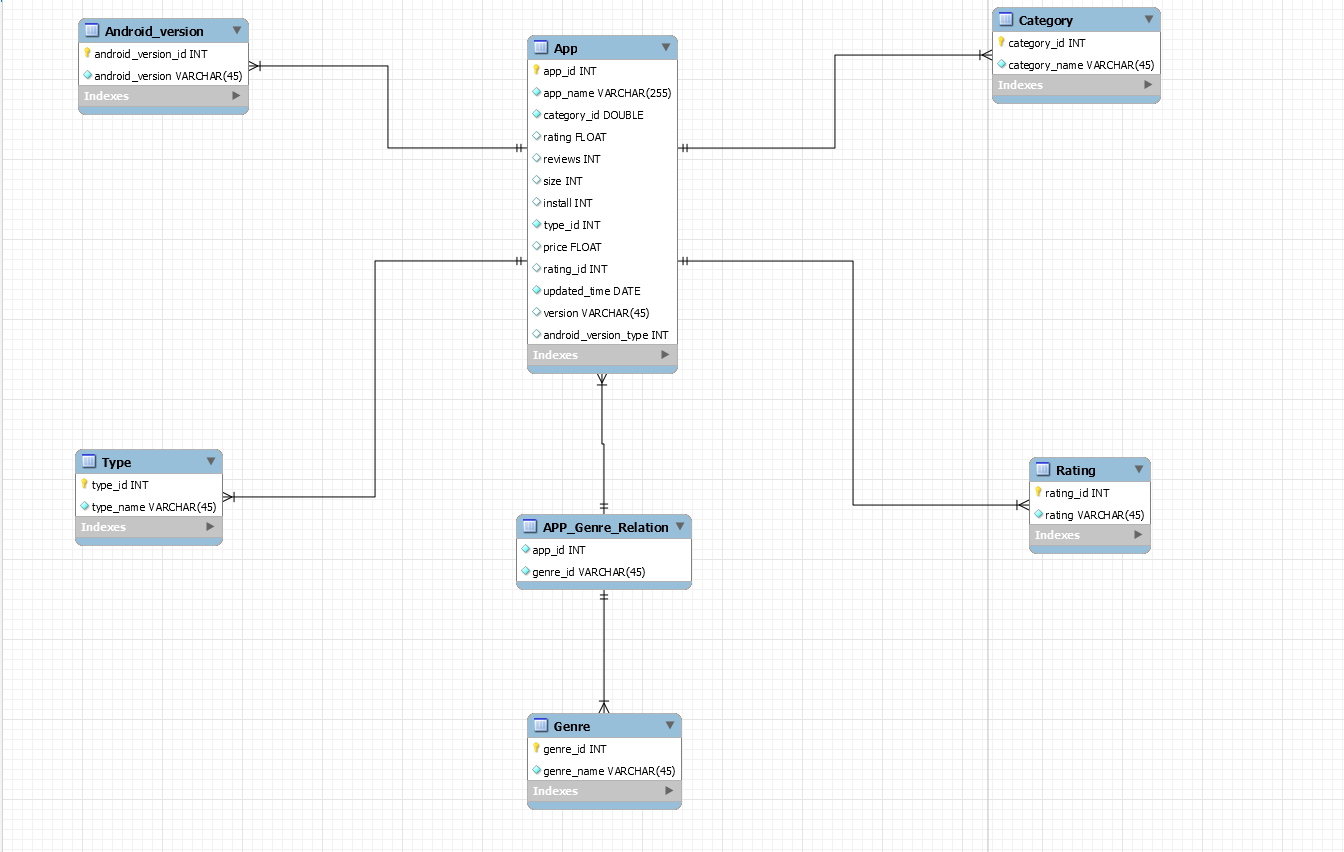 Android_version
android_version_id INT
android_version VARCHAR(45)
Indexes
App
app_id INT
app_name VARCHAR(255)
category_id DOUBLE
rating FLOAT
reviews INT
size INT
install INT
type_id INT
price FLOAT
rating_id INT
updated_time DATE
version VARCHAR(45)
android_version_type INT
Indexes
Category
category_id INT
category_name VARCHAR(45)
Indexes
Type
type_id INT
type_name VARCHAR(45)
Indexes
APP_Genre_Relation
app_id INT
genre_id VARCHAR(45)
Rating
rating_id INT
rating VARCHAR(45)
Indexes
Genre
genre_id INT
genre_name VARCHAR(45)
Indexes